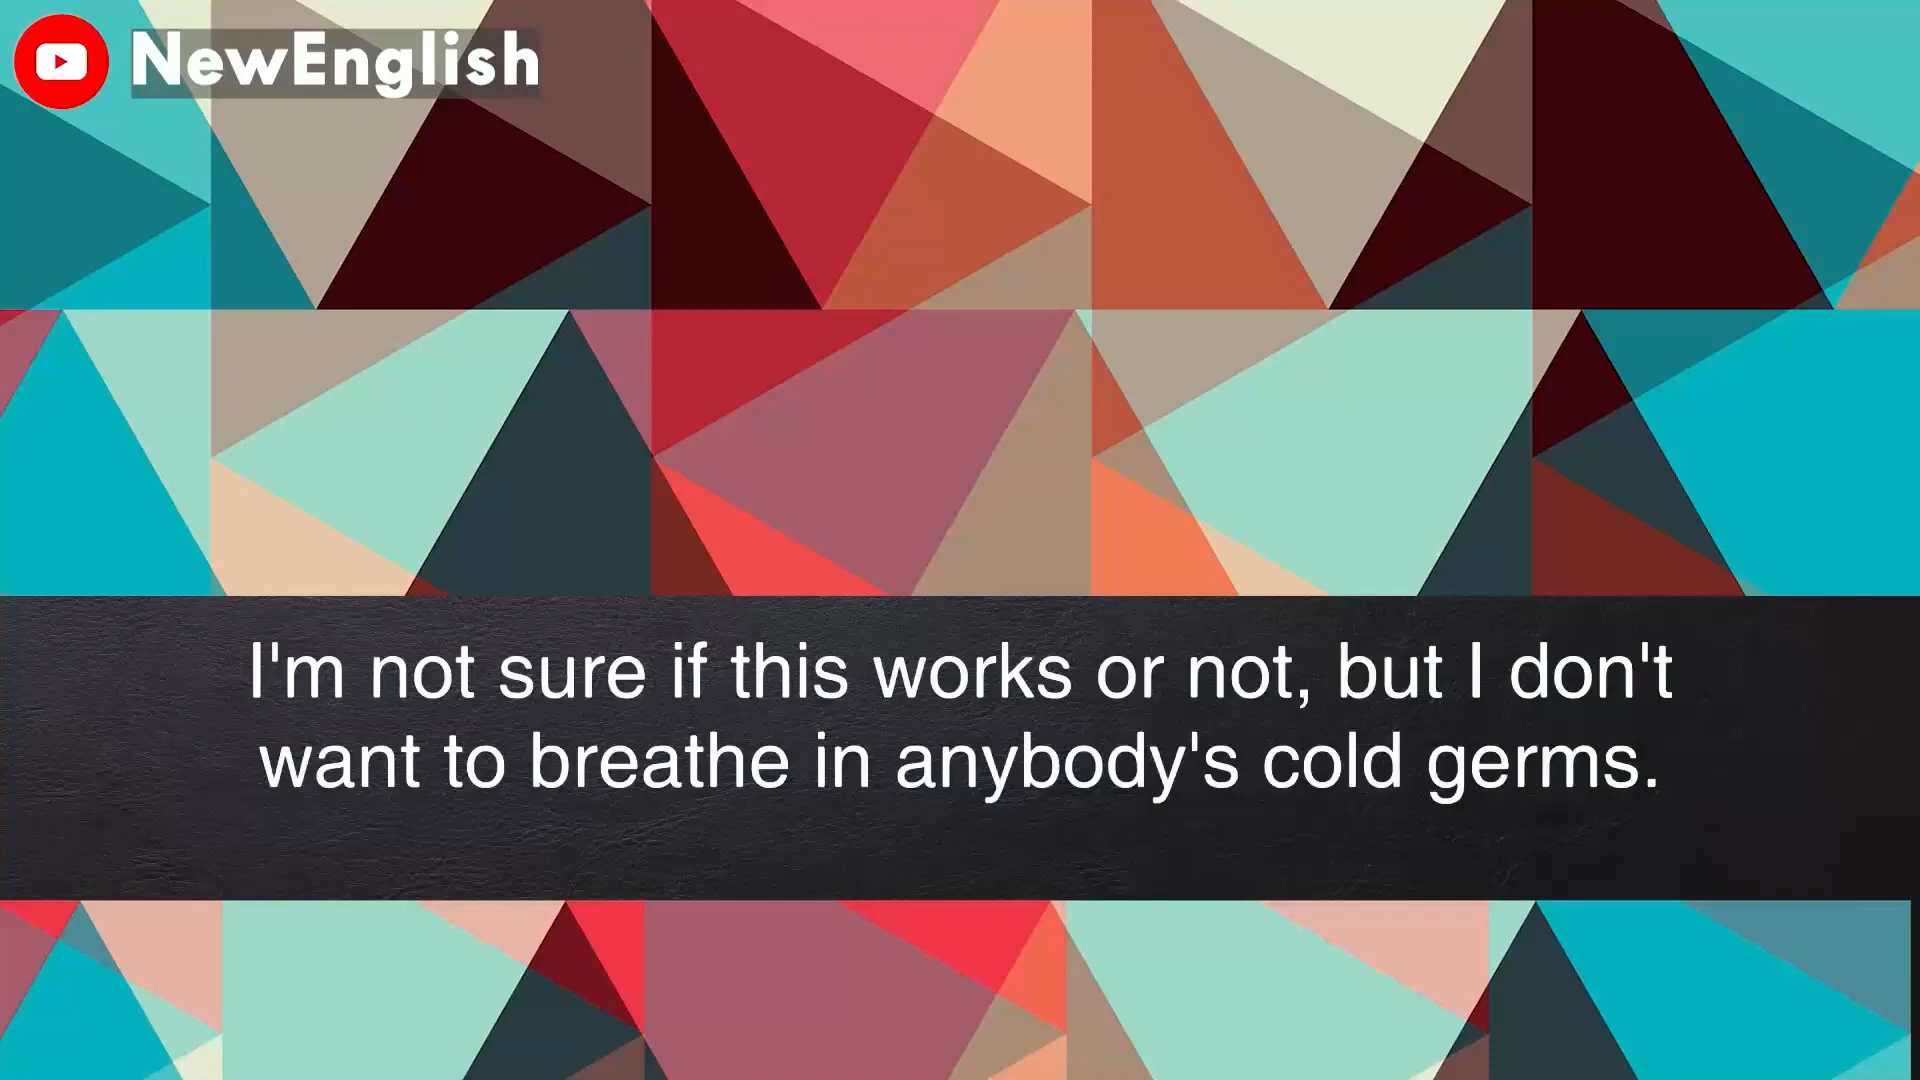 NewEnglish
I'm not sure if this works or not, but I don't
want to breathe in anybody's cold germs.